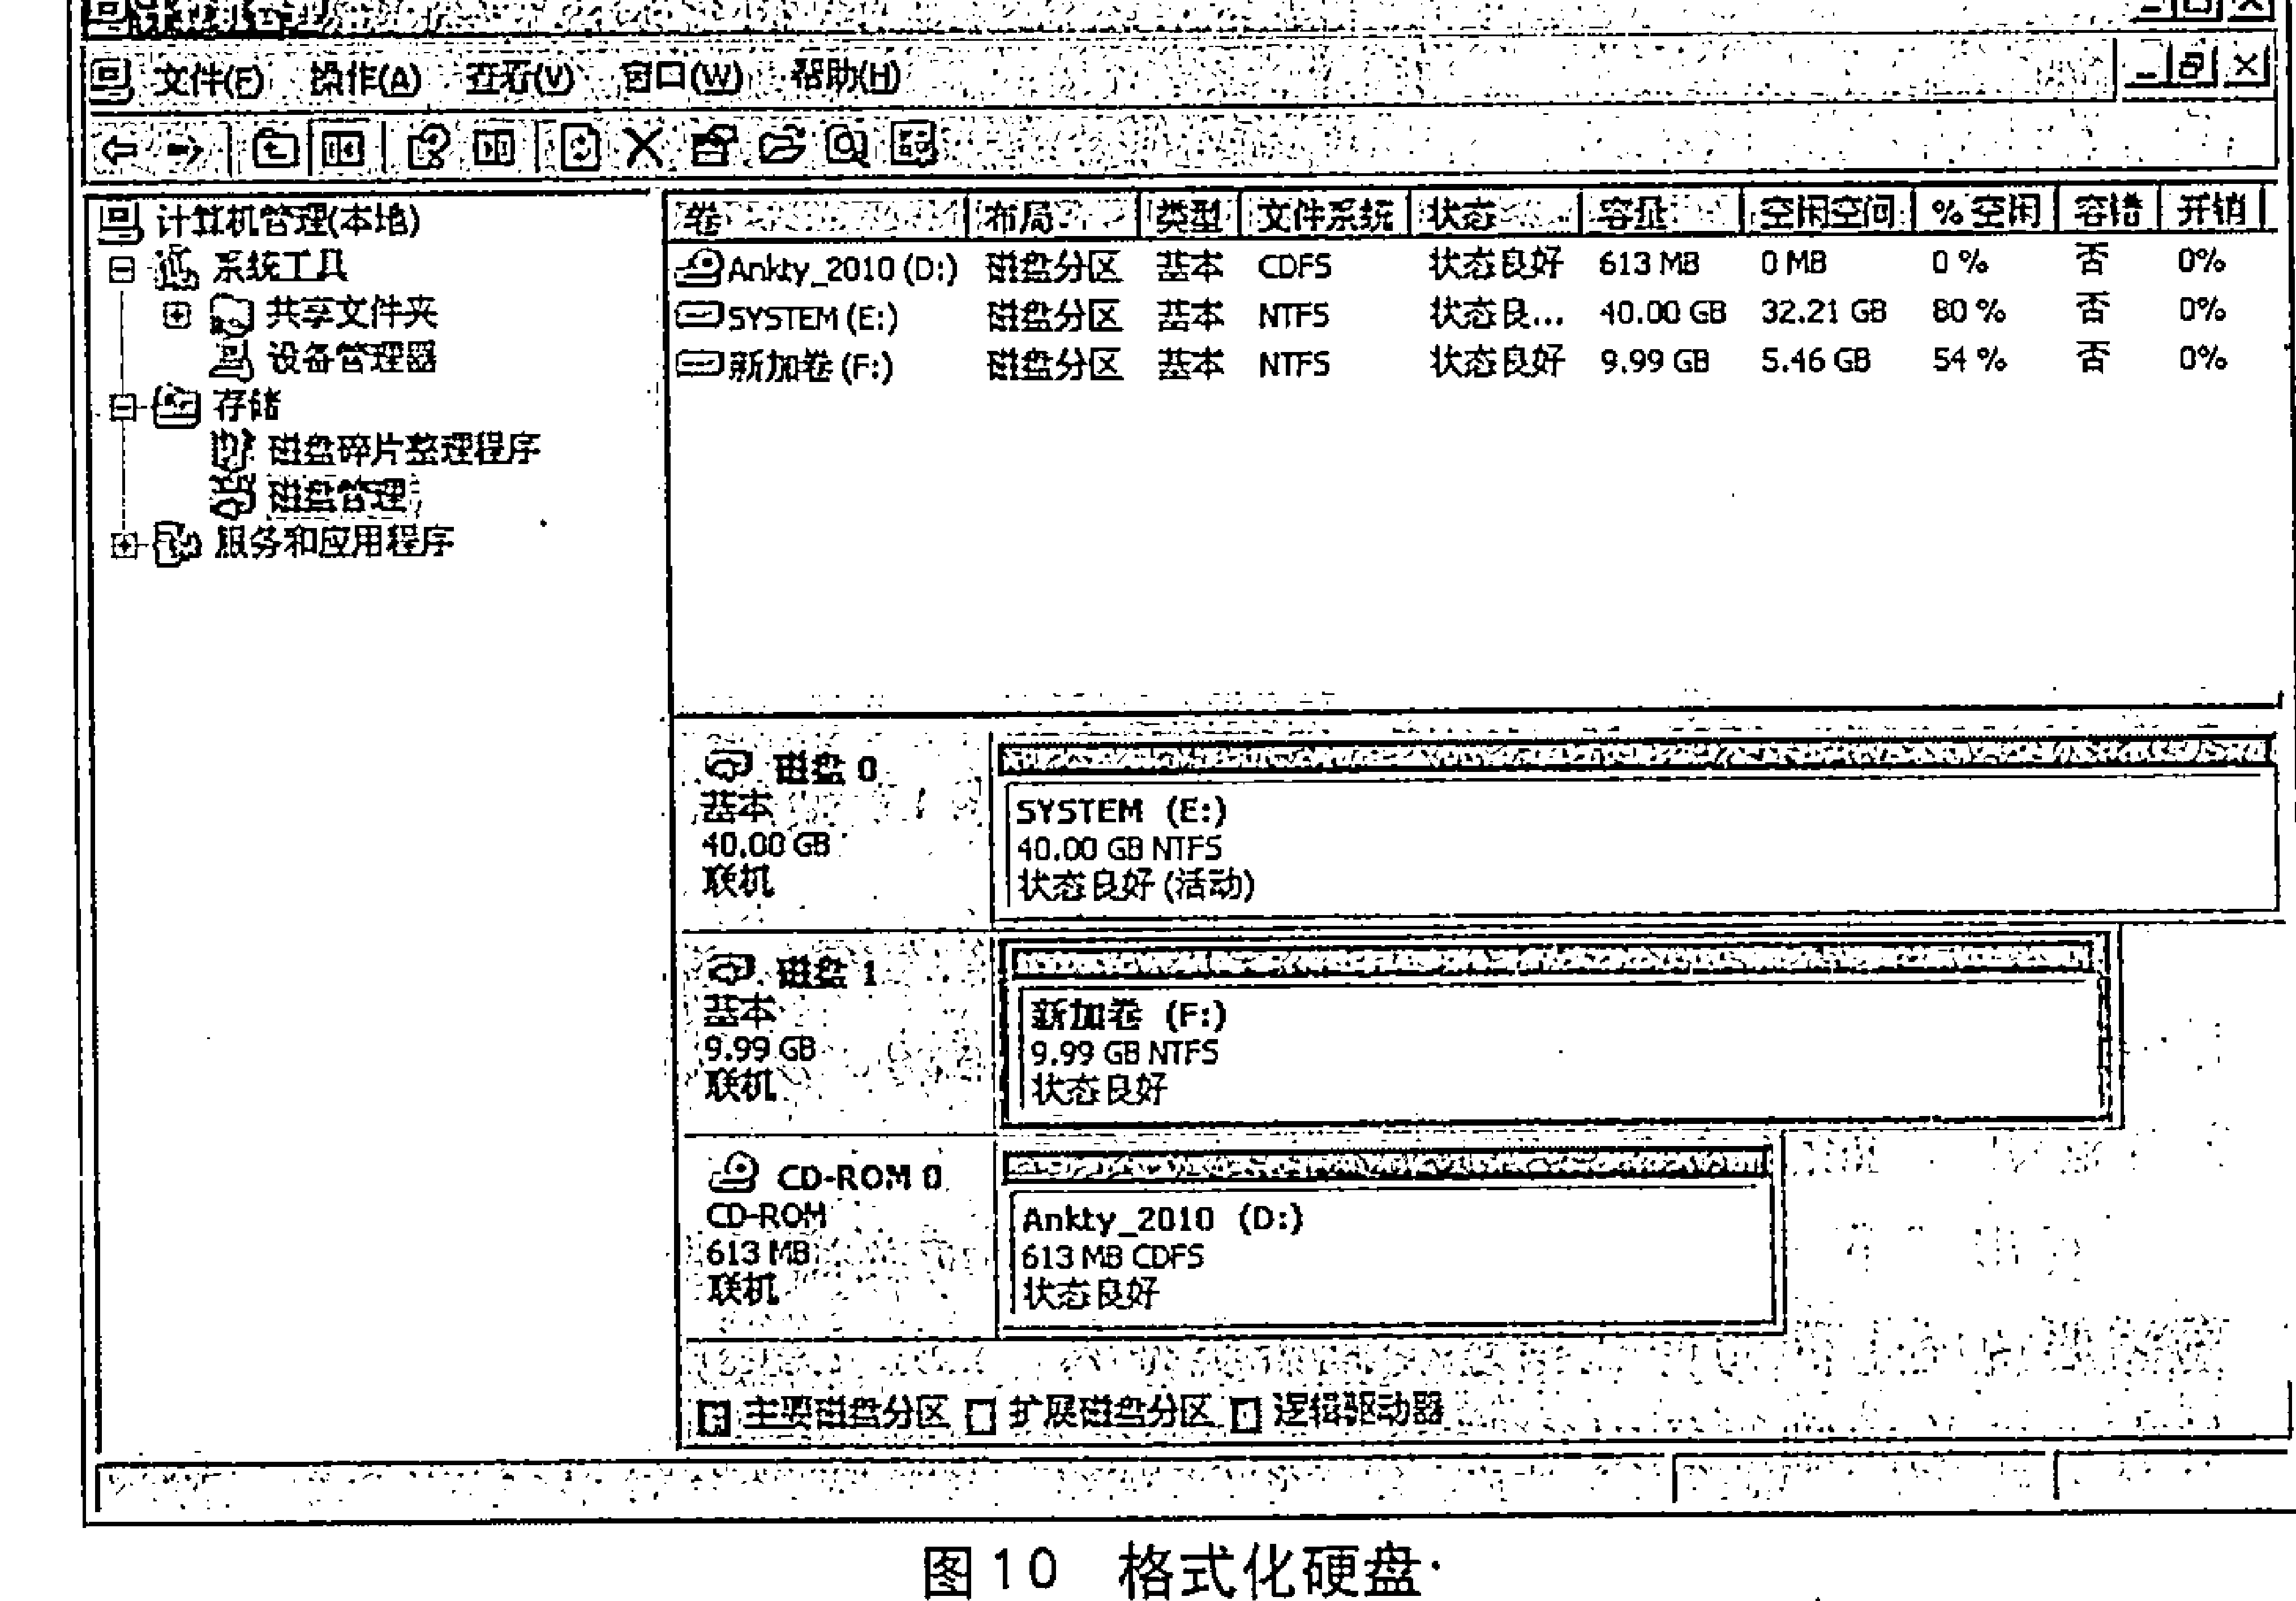 计算机管理
文件(F) 操作(A) 查看(V) 窗口(W) 帮助(H)
计算机管理(本地)
系统工具
共享文件夹
设备管理器
存储
磁盘碎片整理程序
磁盘管理
服务和应用程序
卷 布局 类型 文件系统 状态 容量 空闲空间 % 空闲 容错 开销
Ankty_2010 (D:) 磁盘分区 基本 CDFS 状态良好 613 MB 0 MB 0 % 否 0%
SYSTEM (E:) 磁盘分区 基本 NTFS 状态良... 40.00 GB 32.21 GB 80 % 否 0%
新加卷 (F:) 磁盘分区 基本 NTFS 状态良好 9.99 GB 5.46 GB 54 % 否 0%
磁盘 0
基本
40.00 GB
联机
SYSTEM (E:)
40.00 GB NTFS
状态良好 (活动)
磁盘 1
基本
9.99 GB
联机
新加卷 (F:)
9.99 GB NTFS
状态良好
CD-ROM 0
CD-ROM
613 MB
联机
Ankty_2010 (D:)
613 MB CDFS
状态良好
主要磁盘分区 扩展磁盘分区 逻辑驱动器
图10 格式化硬盘